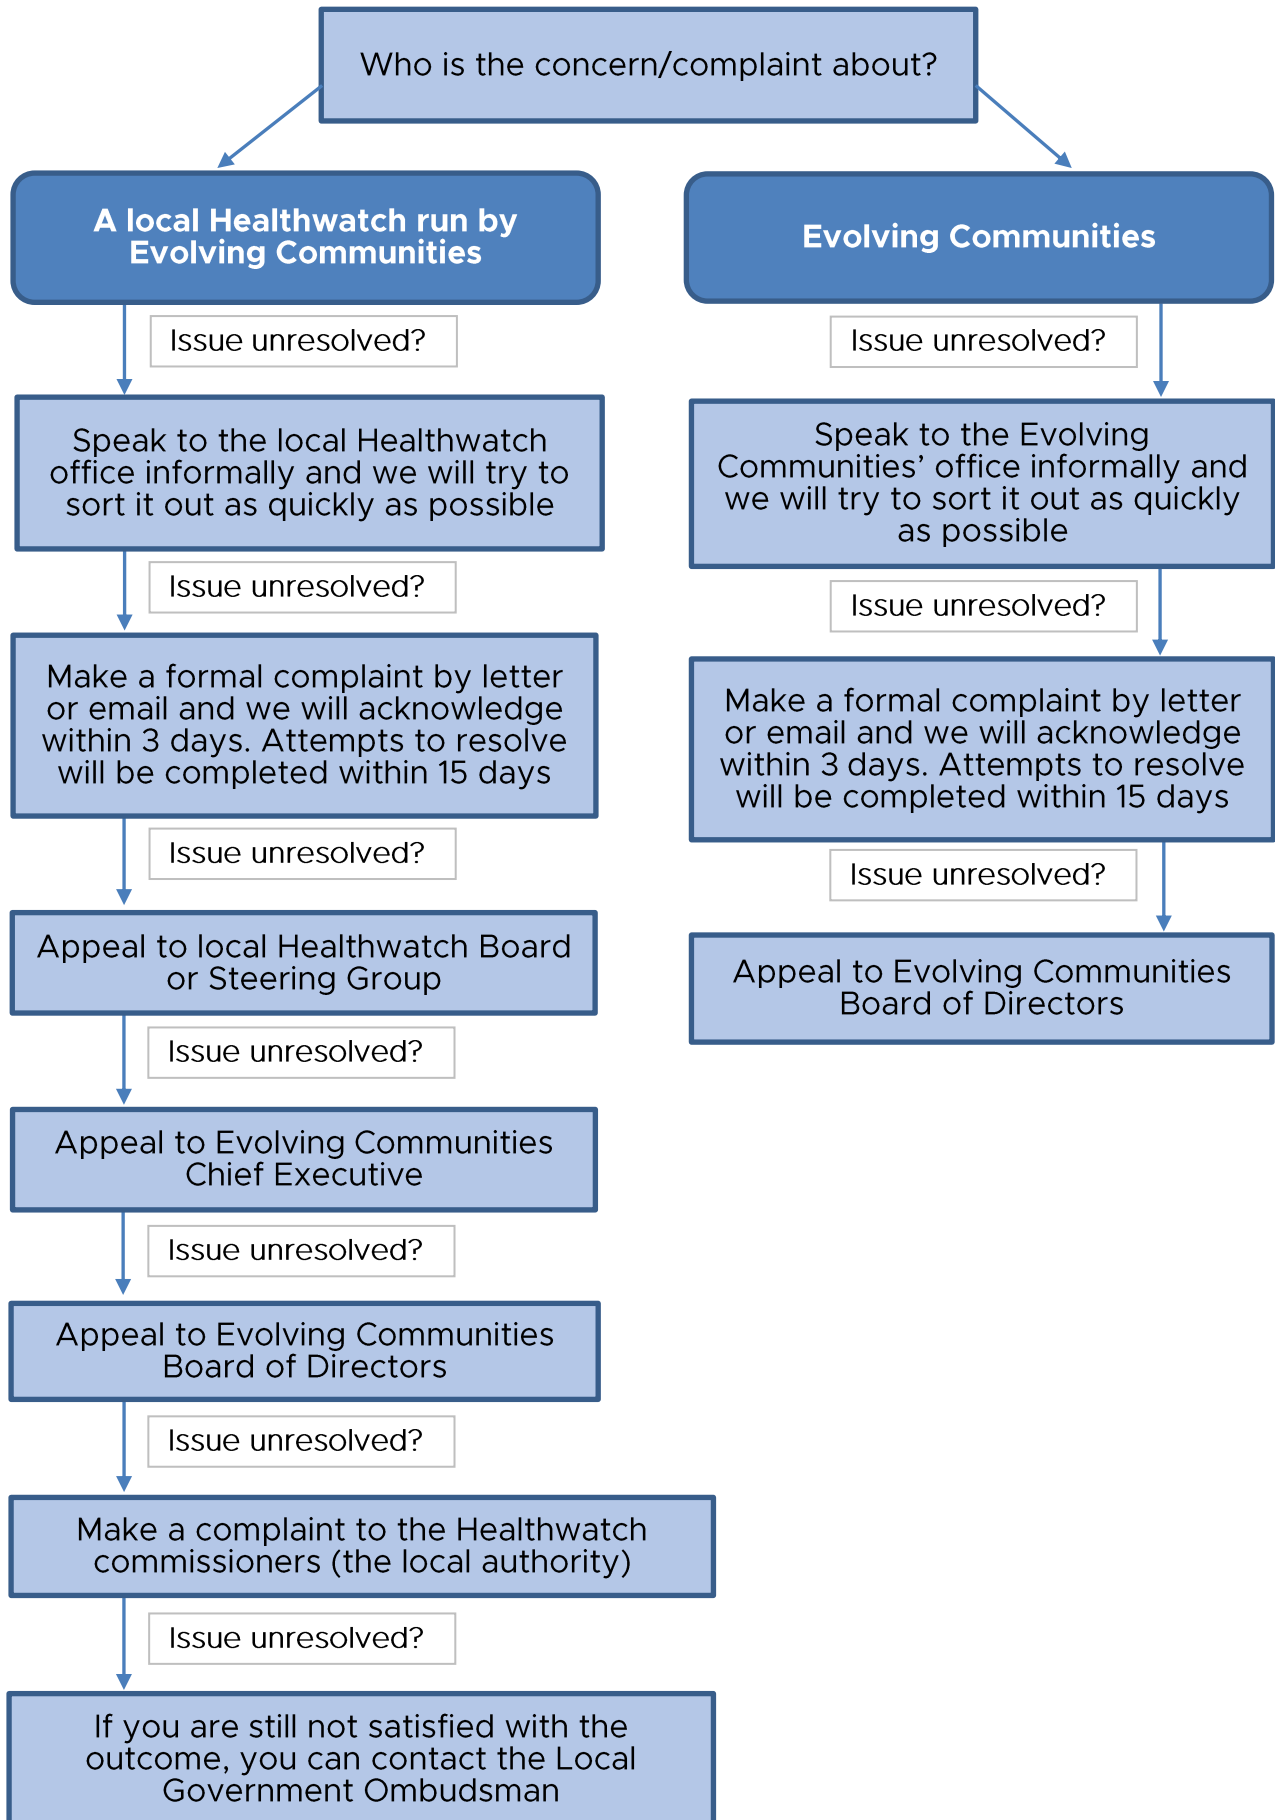 Who is the concern/complaint about?
A local Healthwatch run by
Evolving Communities
Issue unresolved?
Speak to the local Healthwatch
office informally and we will try to
sort it out as quickly as possible
Issue unresolved?
Make a formal complaint by letter
or email and we will acknowledge
within 3 days. Attempts to resolve
will be completed within 15 days
Issue unresolved?
Appeal to local Healthwatch Board
or Steering Group
Issue unresolved?
Appeal to Evolving Communities
Chief Executive
Issue unresolved?
Appeal to Evolving Communities
Board of Directors
Issue unresolved?
Make a complaint to the Healthwatch
commissioners (the local authority)
Issue unresolved?
If you are still not satisfied with the
outcome, you can contact the Local
Government Ombudsman
Evolving Communities
Issue unresolved?
Speak to the Evolving
Communities’ office informally and
we will try to sort it out as quickly
as possible
Issue unresolved?
Make a formal complaint by letter
or email and we will acknowledge
within 3 days. Attempts to resolve
will be completed within 15 days
Issue unresolved?
Appeal to Evolving Communities
Board of Directors